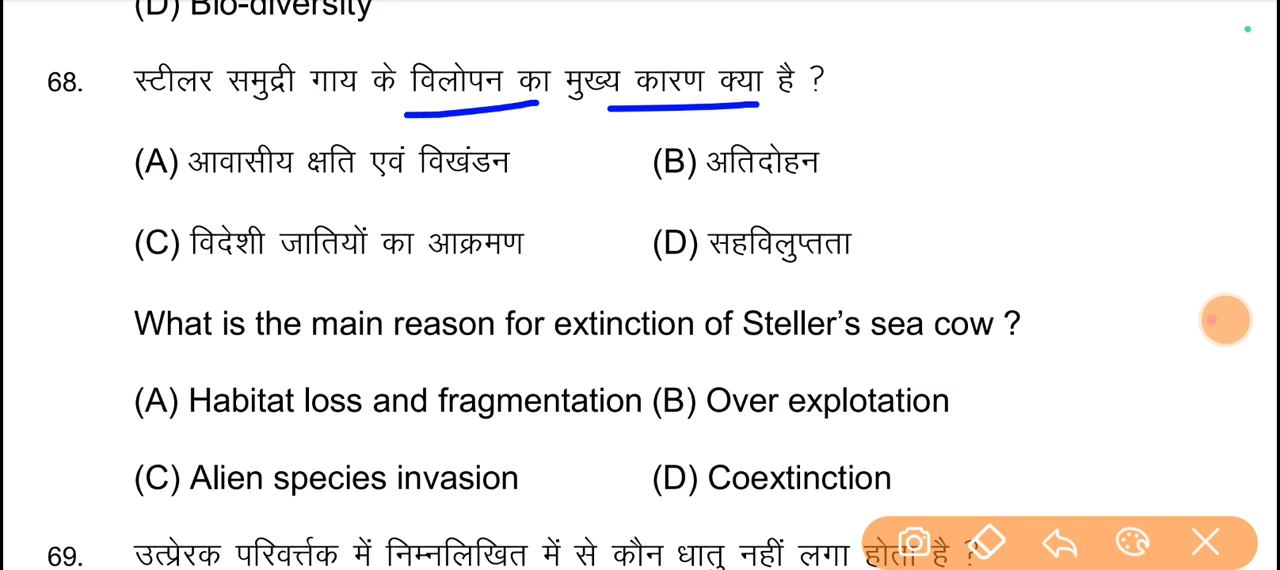 (D) Bio-diversity
68. स्टीलर समुद्री गाय के विलोपन का मुख्य कारण क्या है ?
(A) आवासीय क्षति एवं विखंडन (B) अतिदोहन
(C) विदेशी जातियों का आक्रमण (D) सहविलुप्तता
What is the main reason for extinction of Steller's sea cow ?
(A) Habitat loss and fragmentation (B) Over explotation
(C) Alien species invasion (D) Coextinction
69. उत्प्रेरक परिवर्त्तक में निम्नलिखित में से कौन धातु नहीं लगा होता है ?